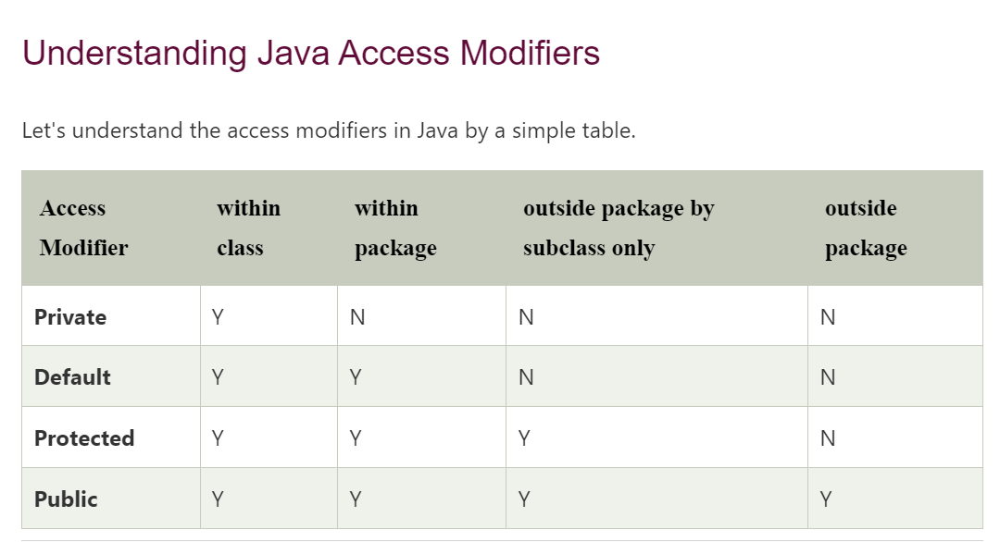 Understanding Java Access Modifiers
Let's understand the access modifiers in Java by a simple table.
Access Modifier within class within package outside package by subclass only outside package
Private Y N N N
Default Y Y N N
Protected Y Y Y N
Public Y Y Y Y